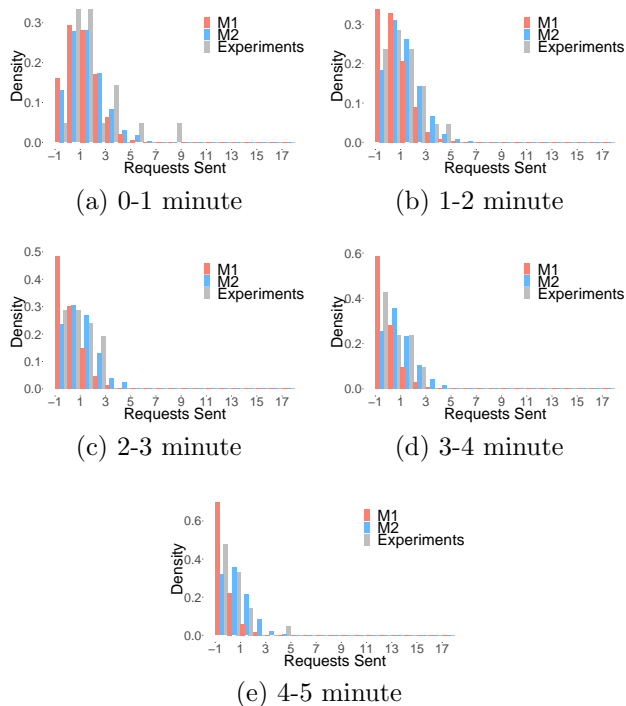 0.3
0.2
0.1
0.0
Density
M1
M2
Experiments
−1 1 3 5 7 9 11 13 15 17
Requests Sent
(a) 0-1 minute
0.3
0.2
0.1
0.0
Density
M1
M2
Experiments
−1 1 3 5 7 9 11 13 15 17
Requests Sent
(b) 1-2 minute
0.5
0.4
0.3
0.2
0.1
0.0
Density
M1
M2
Experiments
−1 1 3 5 7 9 11 13 15 17
Requests Sent
(c) 2-3 minute
0.6
0.4
0.2
0.0
Density
M1
M2
Experiments
−1 1 3 5 7 9 11 13 15 17
Requests Sent
(d) 3-4 minute
0.6
0.4
0.2
0.0
Density
M1
M2
Experiments
−1 1 3 5 7 9 11 13 15 17
Requests Sent
(e) 4-5 minute